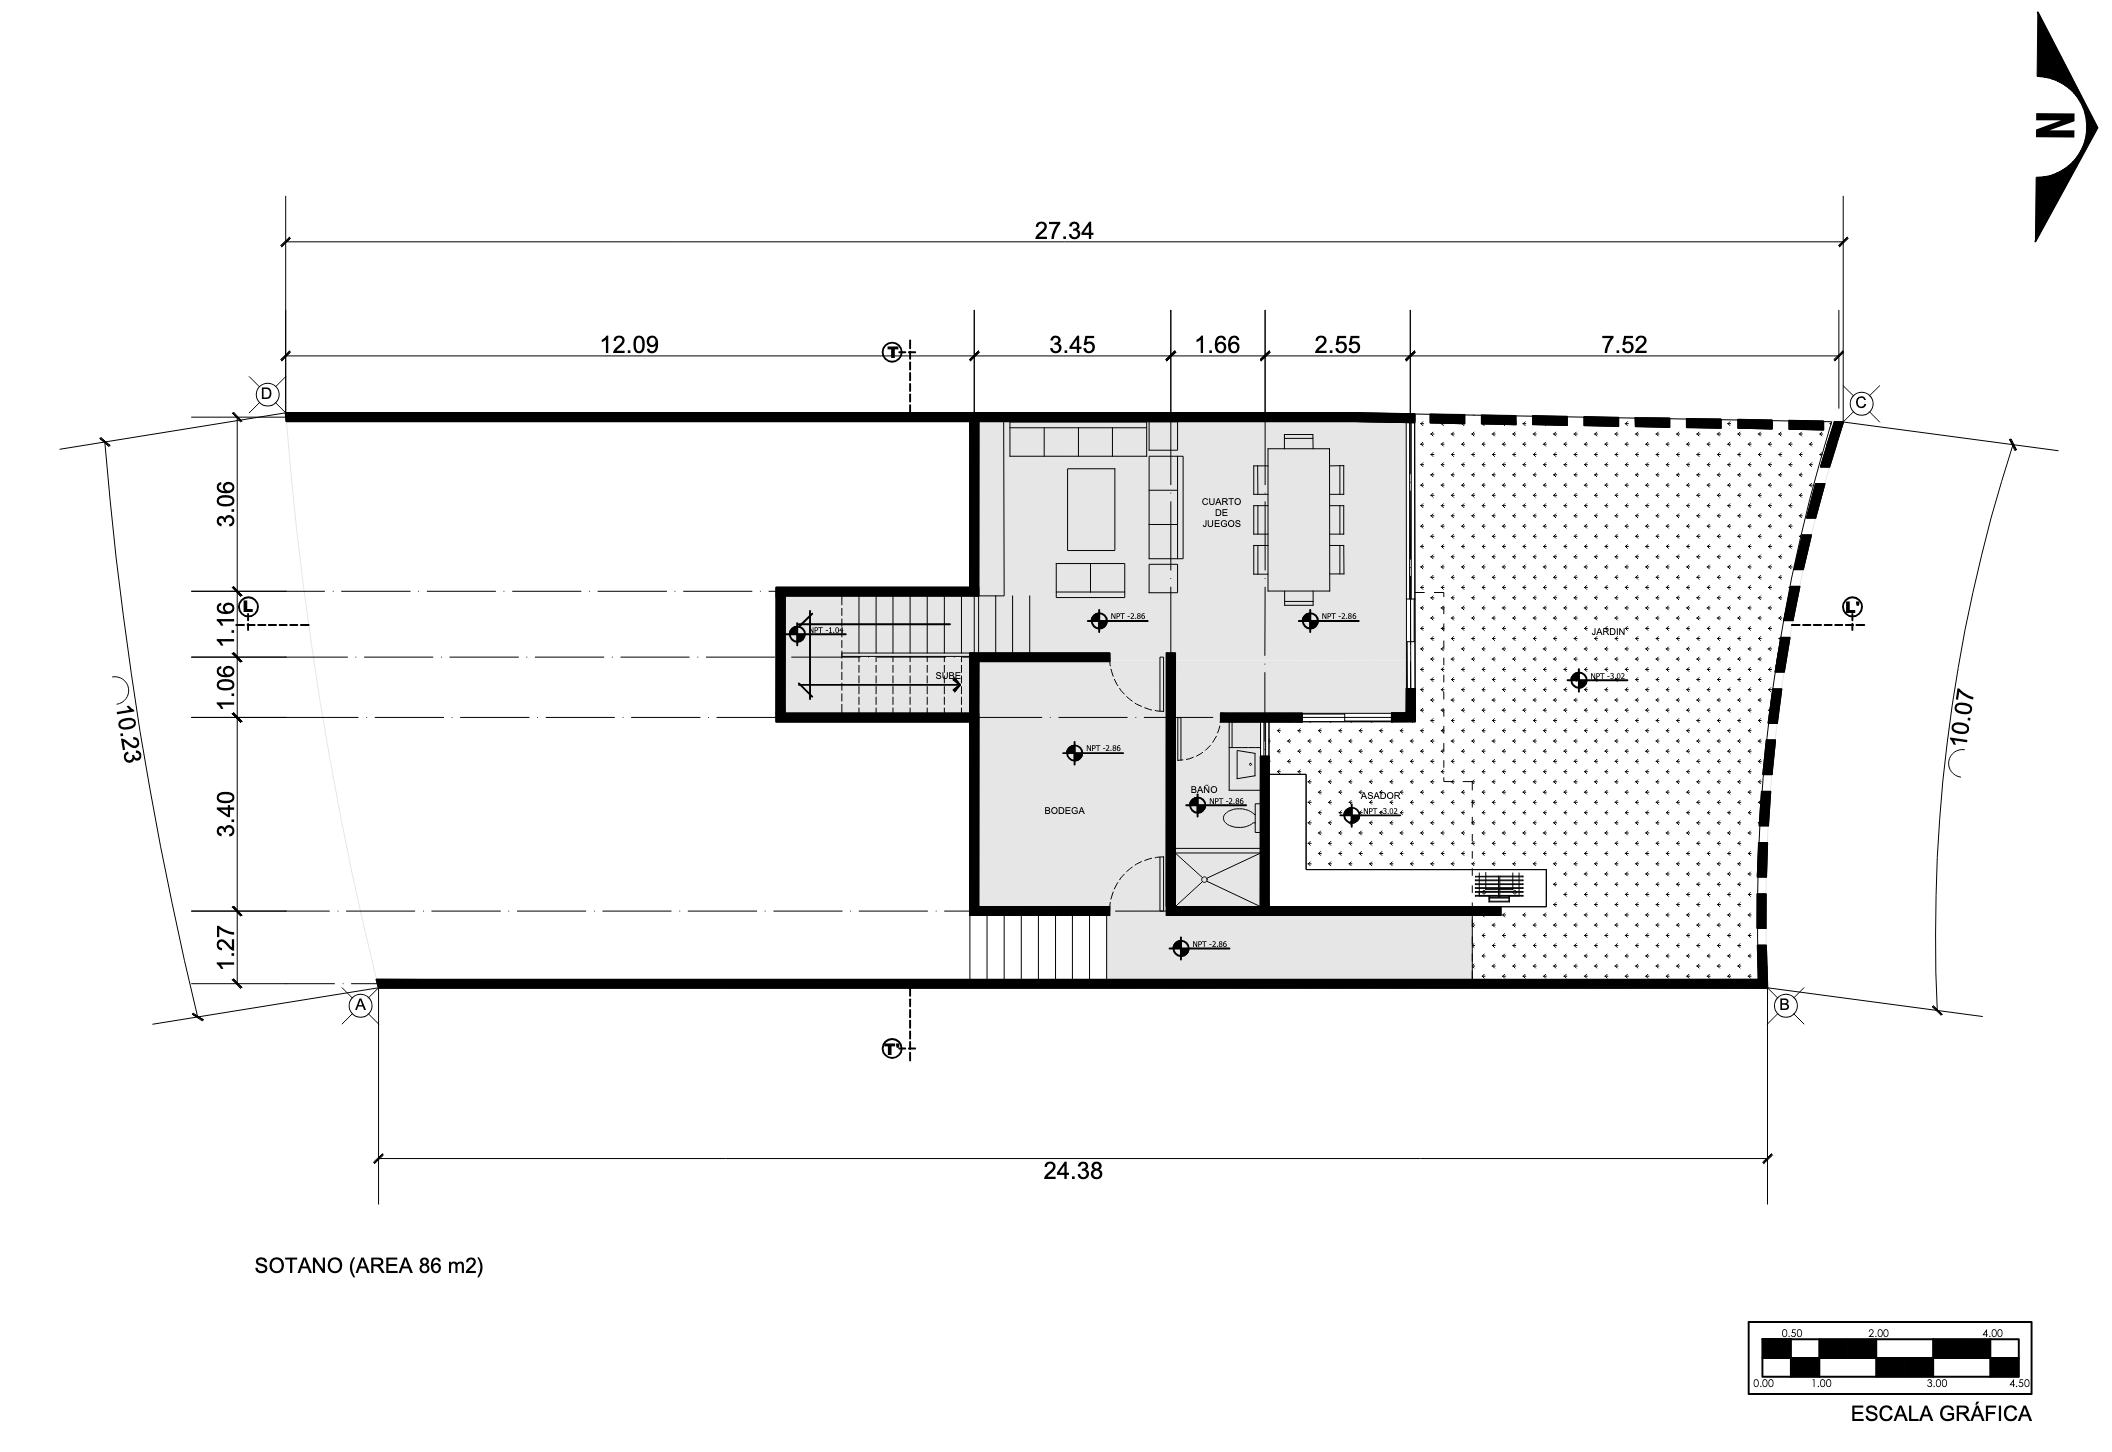 N
27.34
12.09
T
3.45
1.66
2.55
7.52
D
C
3.06
CUARTO
DE
JUEGOS
L
1.16
NPT -1.04
NPT -2.86
NPT -2.86
JARDIN
L'
1.06
SUBE
NPT -3.02
10.23
10.07
NPT -2.86
BAÑO
NPT -2.86
ASADOR
NPT -3.02
3.40
BODEGA
1.27
NPT -2.86
A
B
T'
24.38
SOTANO (AREA 86 m2)
0.50 2.00 4.00
0.00 1.00 3.00 4.50
ESCALA GRÁFICA